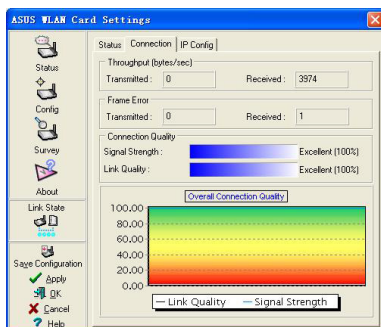 ASUS WLAN Card Settings
Status
Config
Survey
About
Link State
Save Configuration
Apply
OK
Cancel
Help
Status Connection IP Config
Throughput (bytes/sec)
Transmitted : 0 Received : 3974
Frame Error
Transmitted : 0 Received : 1
Connection Quality
Signal Strength : Excellent (100%)
Link Quality : Excellent (100%)
Overall Connection Quality
100.00
80.00
60.00
40.00
20.00
0.00
Link Quality Signal Strength